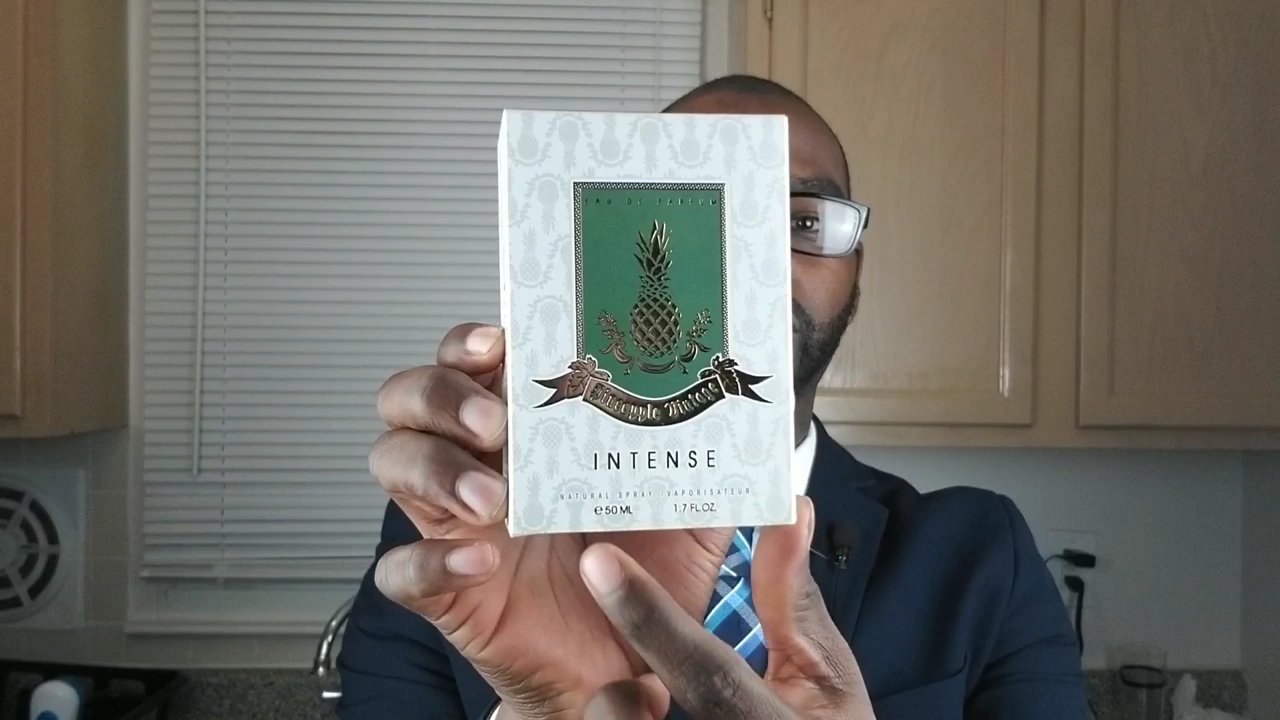 EAU DE PARFUM
Pineapple Vintage
INTENSE
NATURAL SPRAY · VAPORISATEUR
e 50 ML 1.7 FL.OZ.